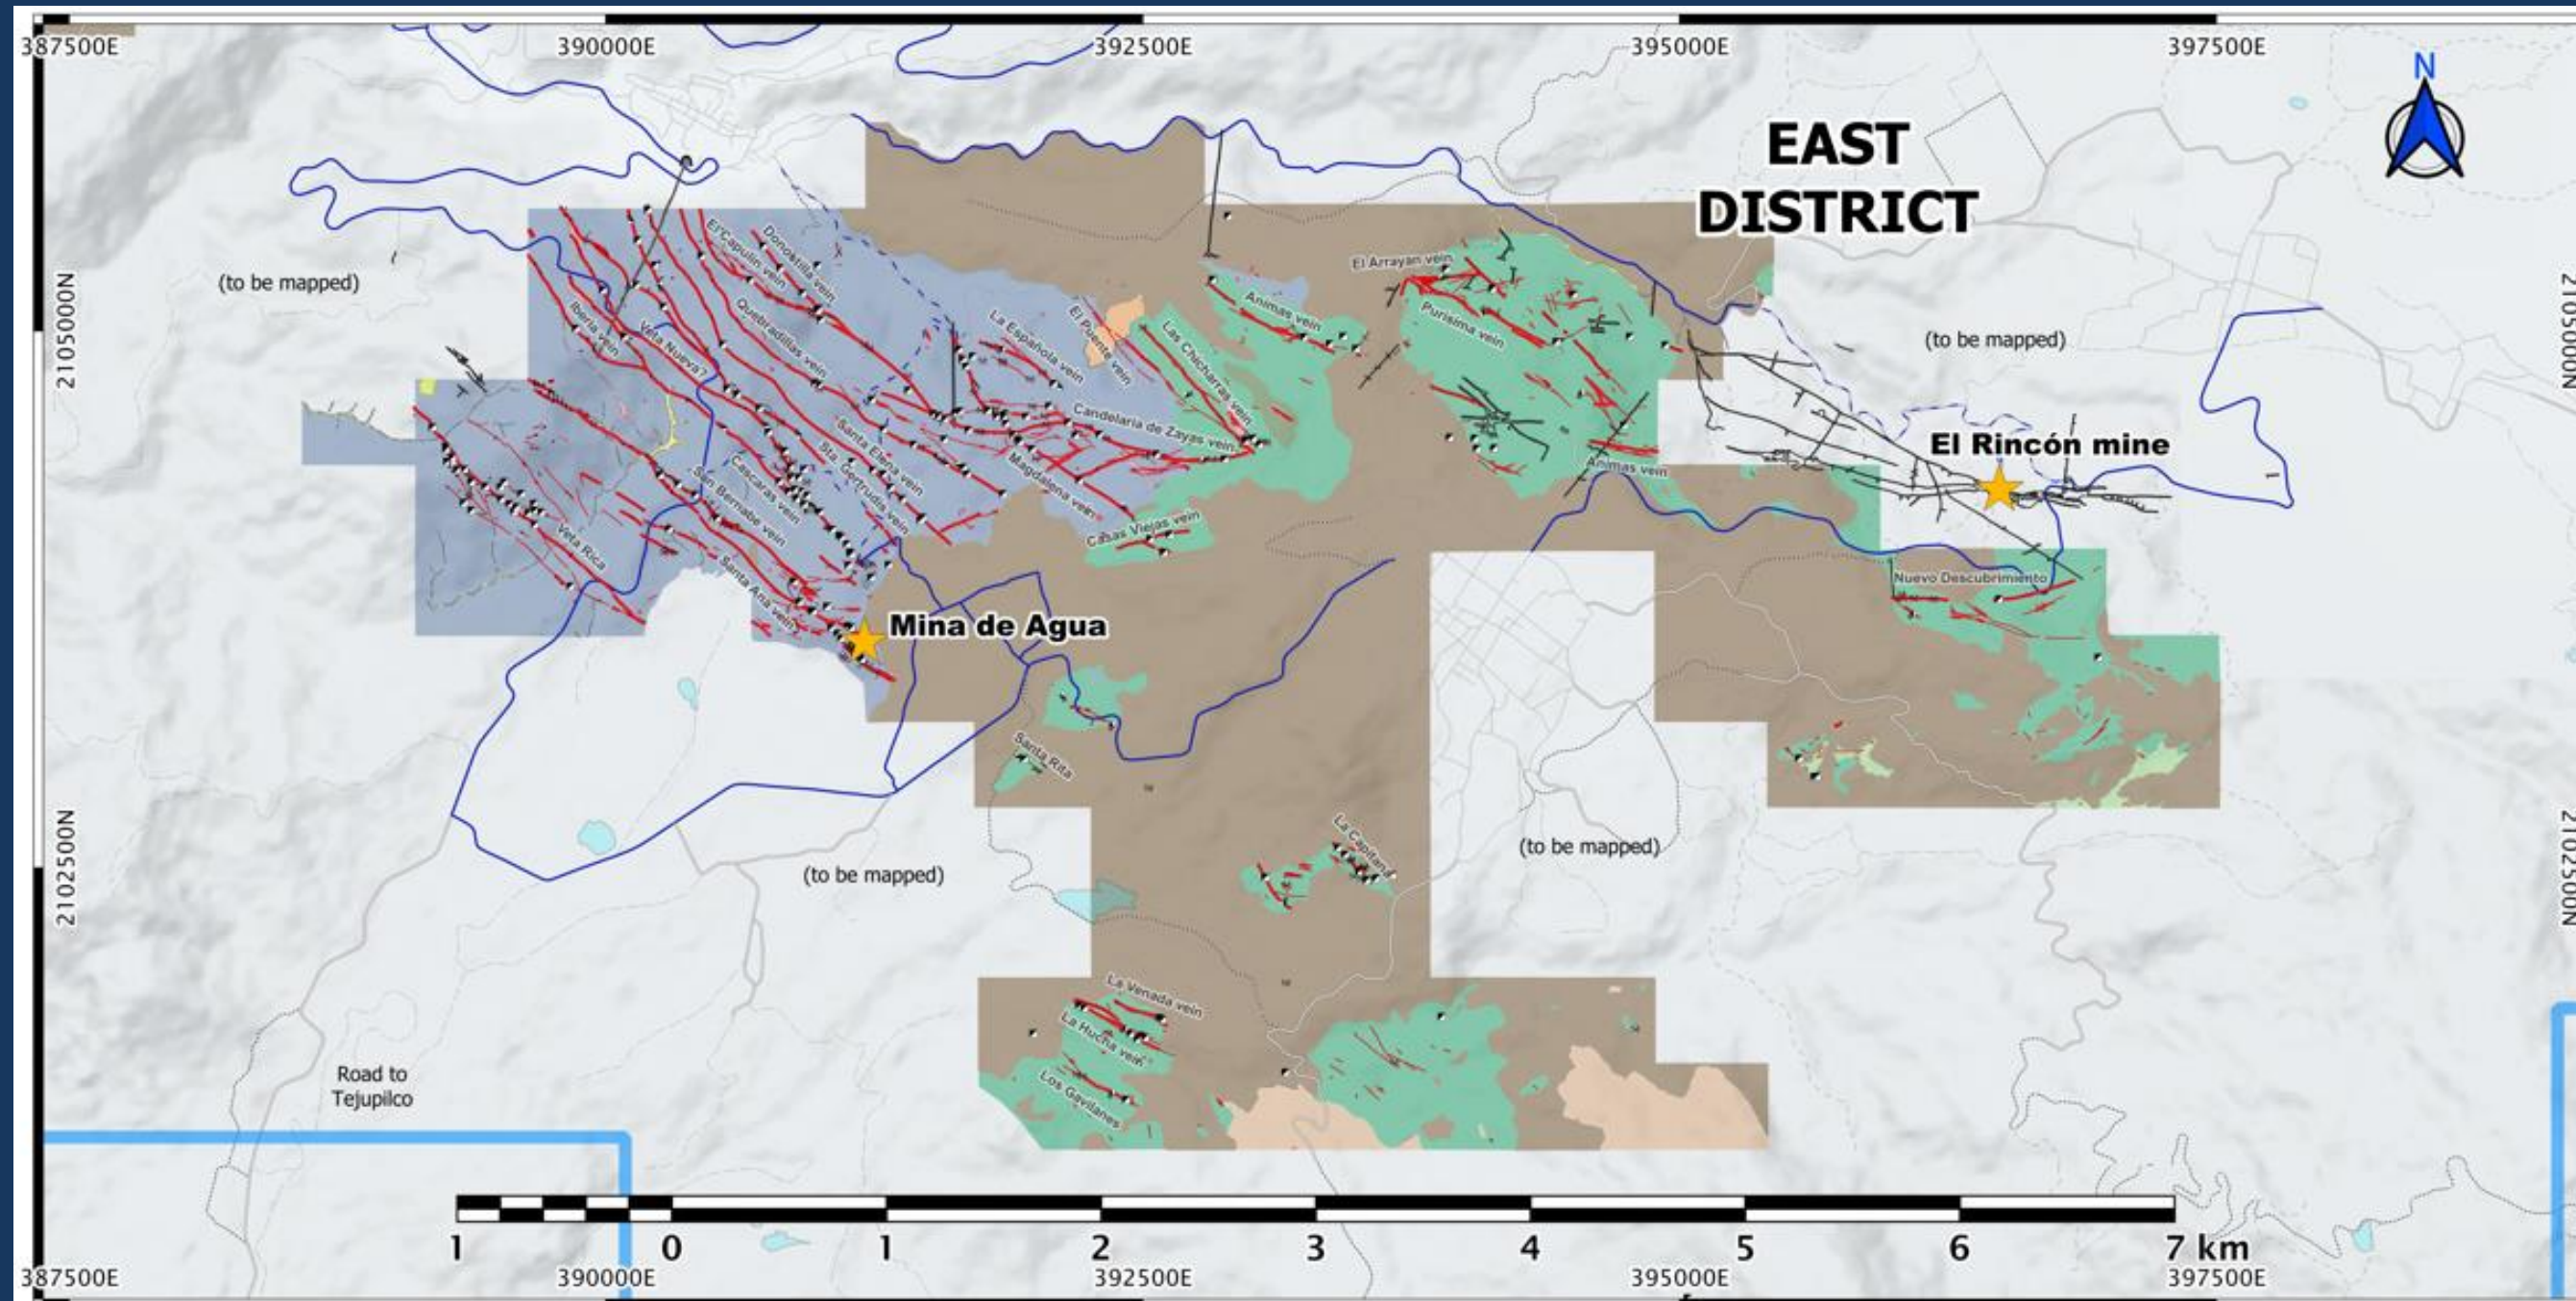 387500E
390000E
392500E
395000E
397500E
N
EAST
DISTRICT
2105000N
2105000N
(to be mapped)
(to be mapped)
El Capulin vein
Donostilla vein
Iberia vein
Veta Nueva?
Quebradillas vein
La Española vein
El Puente vein
Las Chicharras vein
Animas vein
El Arrayan vein
Purisima vein
Candelaria de Zayas vein
Santa Elena vein
Sta. Gertrudis vein
Magdalena vein
Cascaras vein
San Bernabe vein
Veta Rica
Santa Ana vein
Casas Viejas vein
Animas vein
El Rincón mine
Nuevo Descubrimiento
Mina de Agua
Santa Rita
La Capitana
2102500N
2102500N
(to be mapped)
(to be mapped)
La Venada vein
La Hucha vein
Los Gavilanes
Road to
Tejupilco
1 0 1 2 3 4 5 6 7 km
387500E
390000E
392500E
395000E
397500E